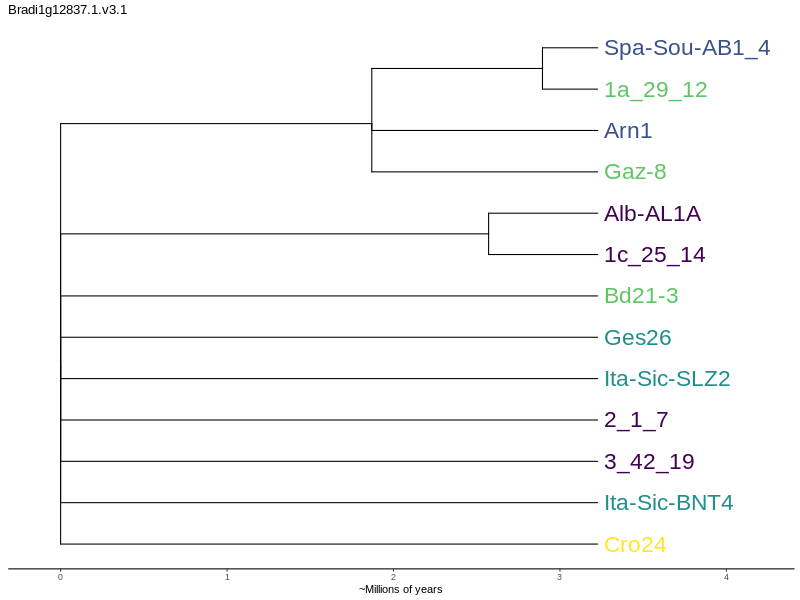 Bradi1g12837.1.v3.1
Spa-Sou-AB1_4
1a_29_12
Arn1
Gaz-8
Alb-AL1A
1c_25_14
Bd21-3
Ges26
Ita-Sic-SLZ2
2_1_7
3_42_19
Ita-Sic-BNT4
Cro24
0 1 2 3 4
~Millions of years